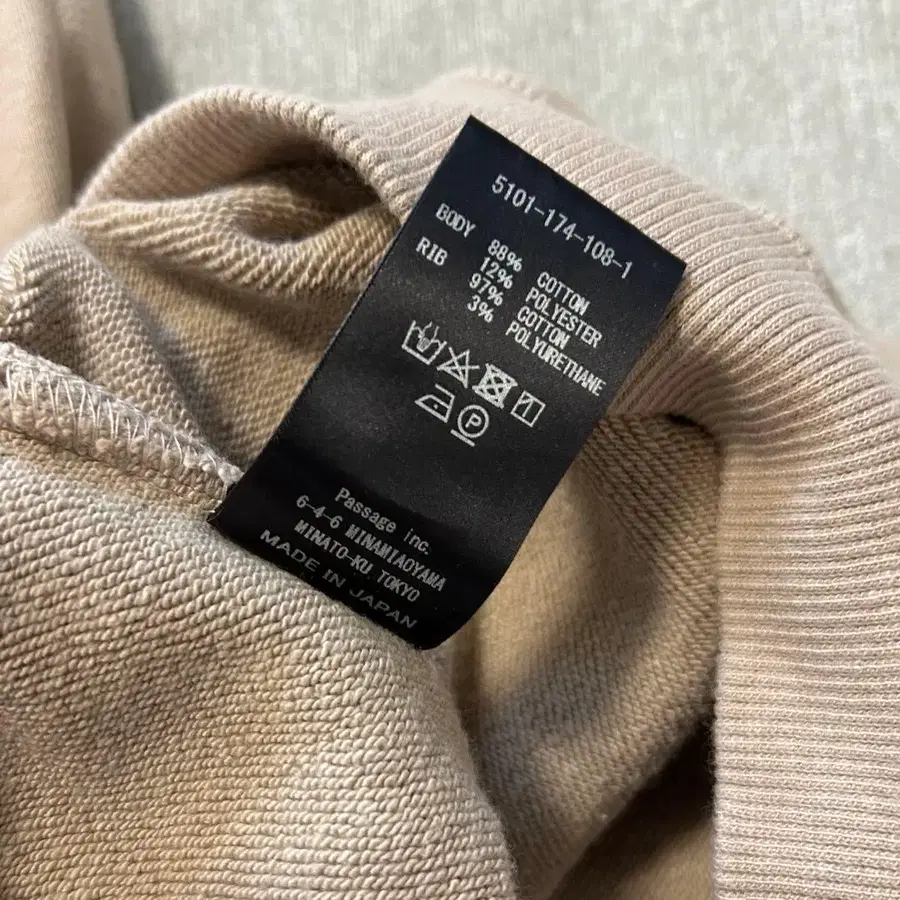 5101-174-108-1
BODY 88% COTTON
12% POLYESTER
RIB 97% COTTON
3% POLYURETHANE
P
Passage inc.
6-4-6 MINAMIAOYAMA
MINATO-KU. TOKYO
MADE IN JAPAN